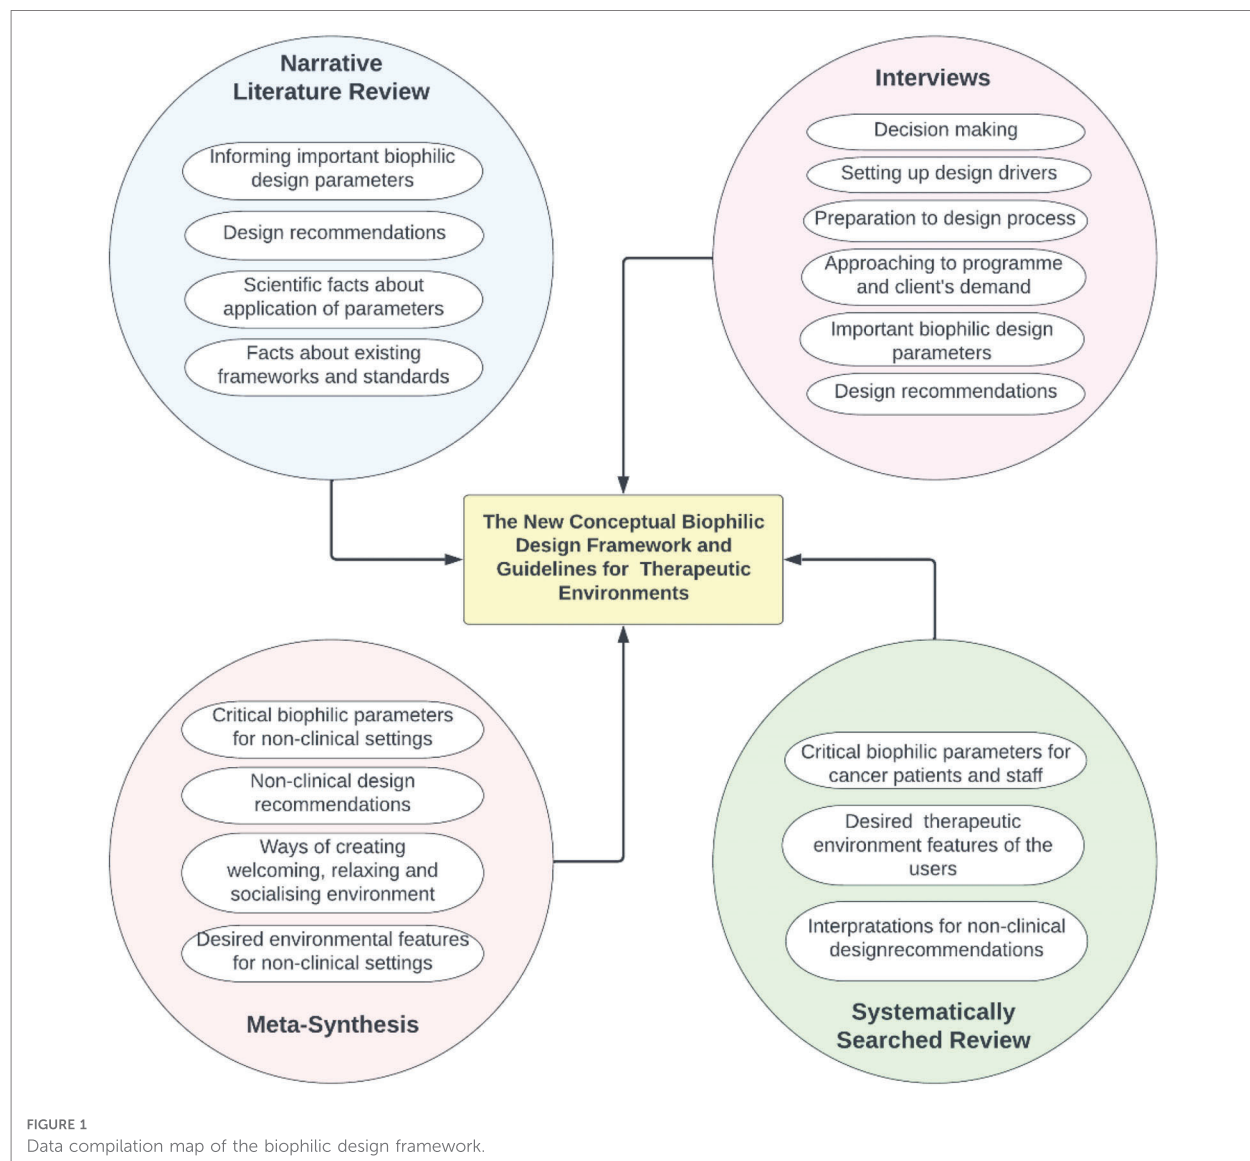 Narrative
Literature Review
Informing important biophilic
design parameters
Design recommendations
Scientific facts about
application of parameters
Facts about existing
frameworks and standards
Interviews
Decision making
Setting up design drivers
Preparation to design process
Approaching to programme
and client's demand
Important biophilic design
parameters
Design recommendations
The New Conceptual Biophilic
Design Framework and
Guidelines for  Therapeutic
Environments
Critical biophilic parameters
for non-clinical settings
Non-clinical design
recommendations
Ways of creating
welcoming, relaxing and
socialising environment
Desired environmental features
for non-clinical settings
Meta-Synthesis
Critical biophilic parameters for
cancer patients and staff
Desired  therapeutic
environment features of the
users
Interpratations for non-clinical
designrecommendations
Systematically
Searched Review
FIGURE 1
Data compilation map of the biophilic design framework.